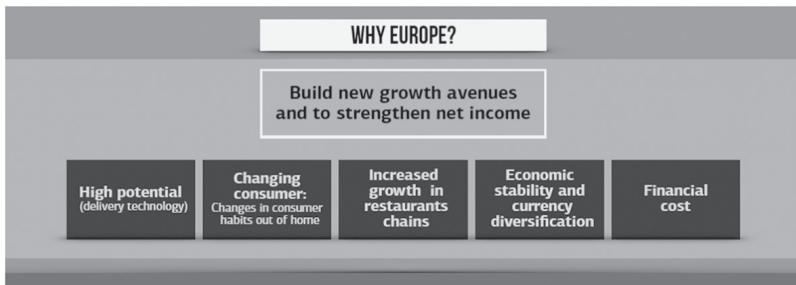 WHY EUROPE?
Build new growth avenues
and to strengthen net income
High potential
(delivery technology)
Changing
consumer:
Changes in consumer
habits out of home
Increased
growth in
restaurants
chains
Economic
stability and
currency
diversification
Financial
cost